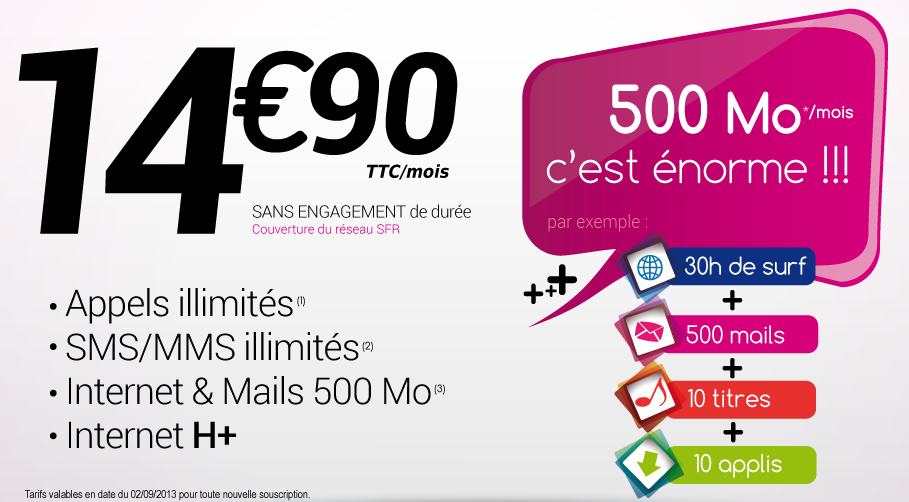 14€90
TTC/mois
SANS ENGAGEMENT de durée
Couverture du réseau SFR
• Appels illimités(1)
• SMS/MMS illimités(2)
• Internet & Mails 500 Mo(3)
• Internet H+
500 Mo*/mois
c'est énorme !!!
par exemple :
+++
30h de surf
+
500 mails
+
10 titres
+
10 applis
Tarifs valables en date du 02/09/2013 pour toute nouvelle souscription.